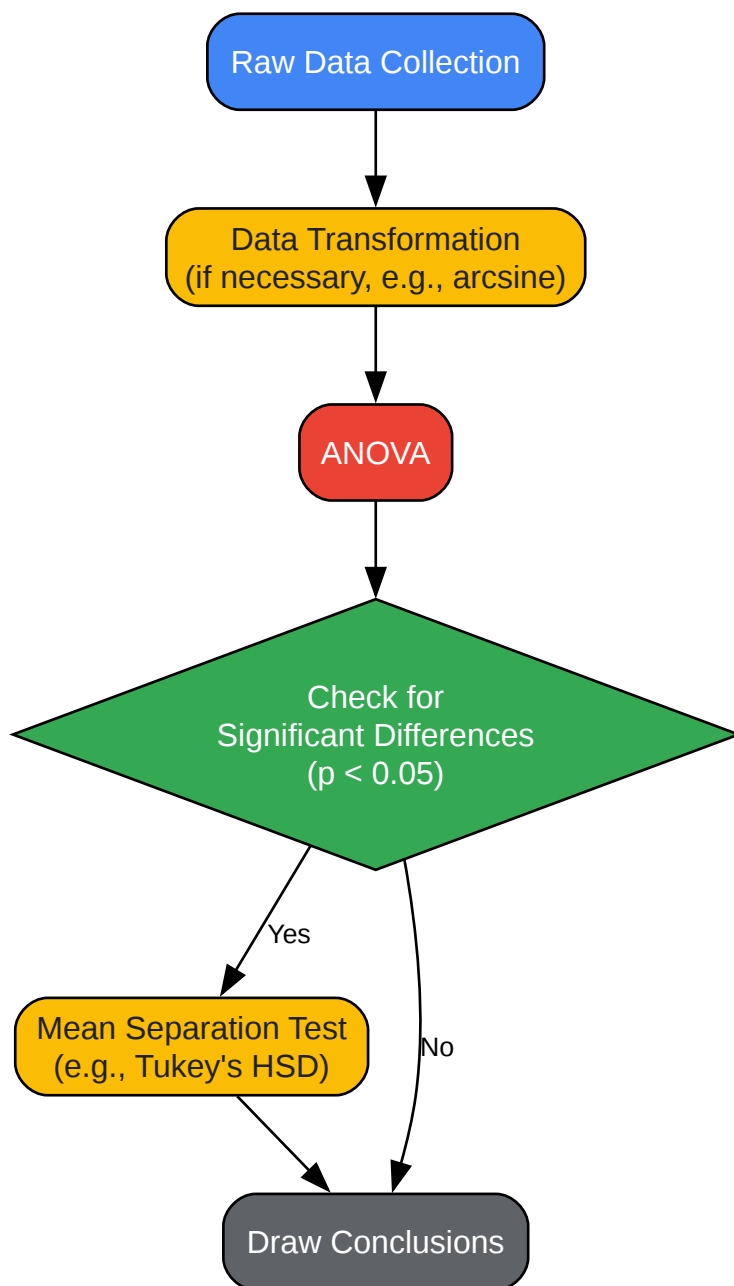 Raw Data Collection
Data Transformation
(if necessary, e.g., arcsine)
ANOVA
Check for
Significant Differences
(p < 0.05)
Yes
Mean Separation Test
(e.g., Tukey's HSD)
No
Draw Conclusions